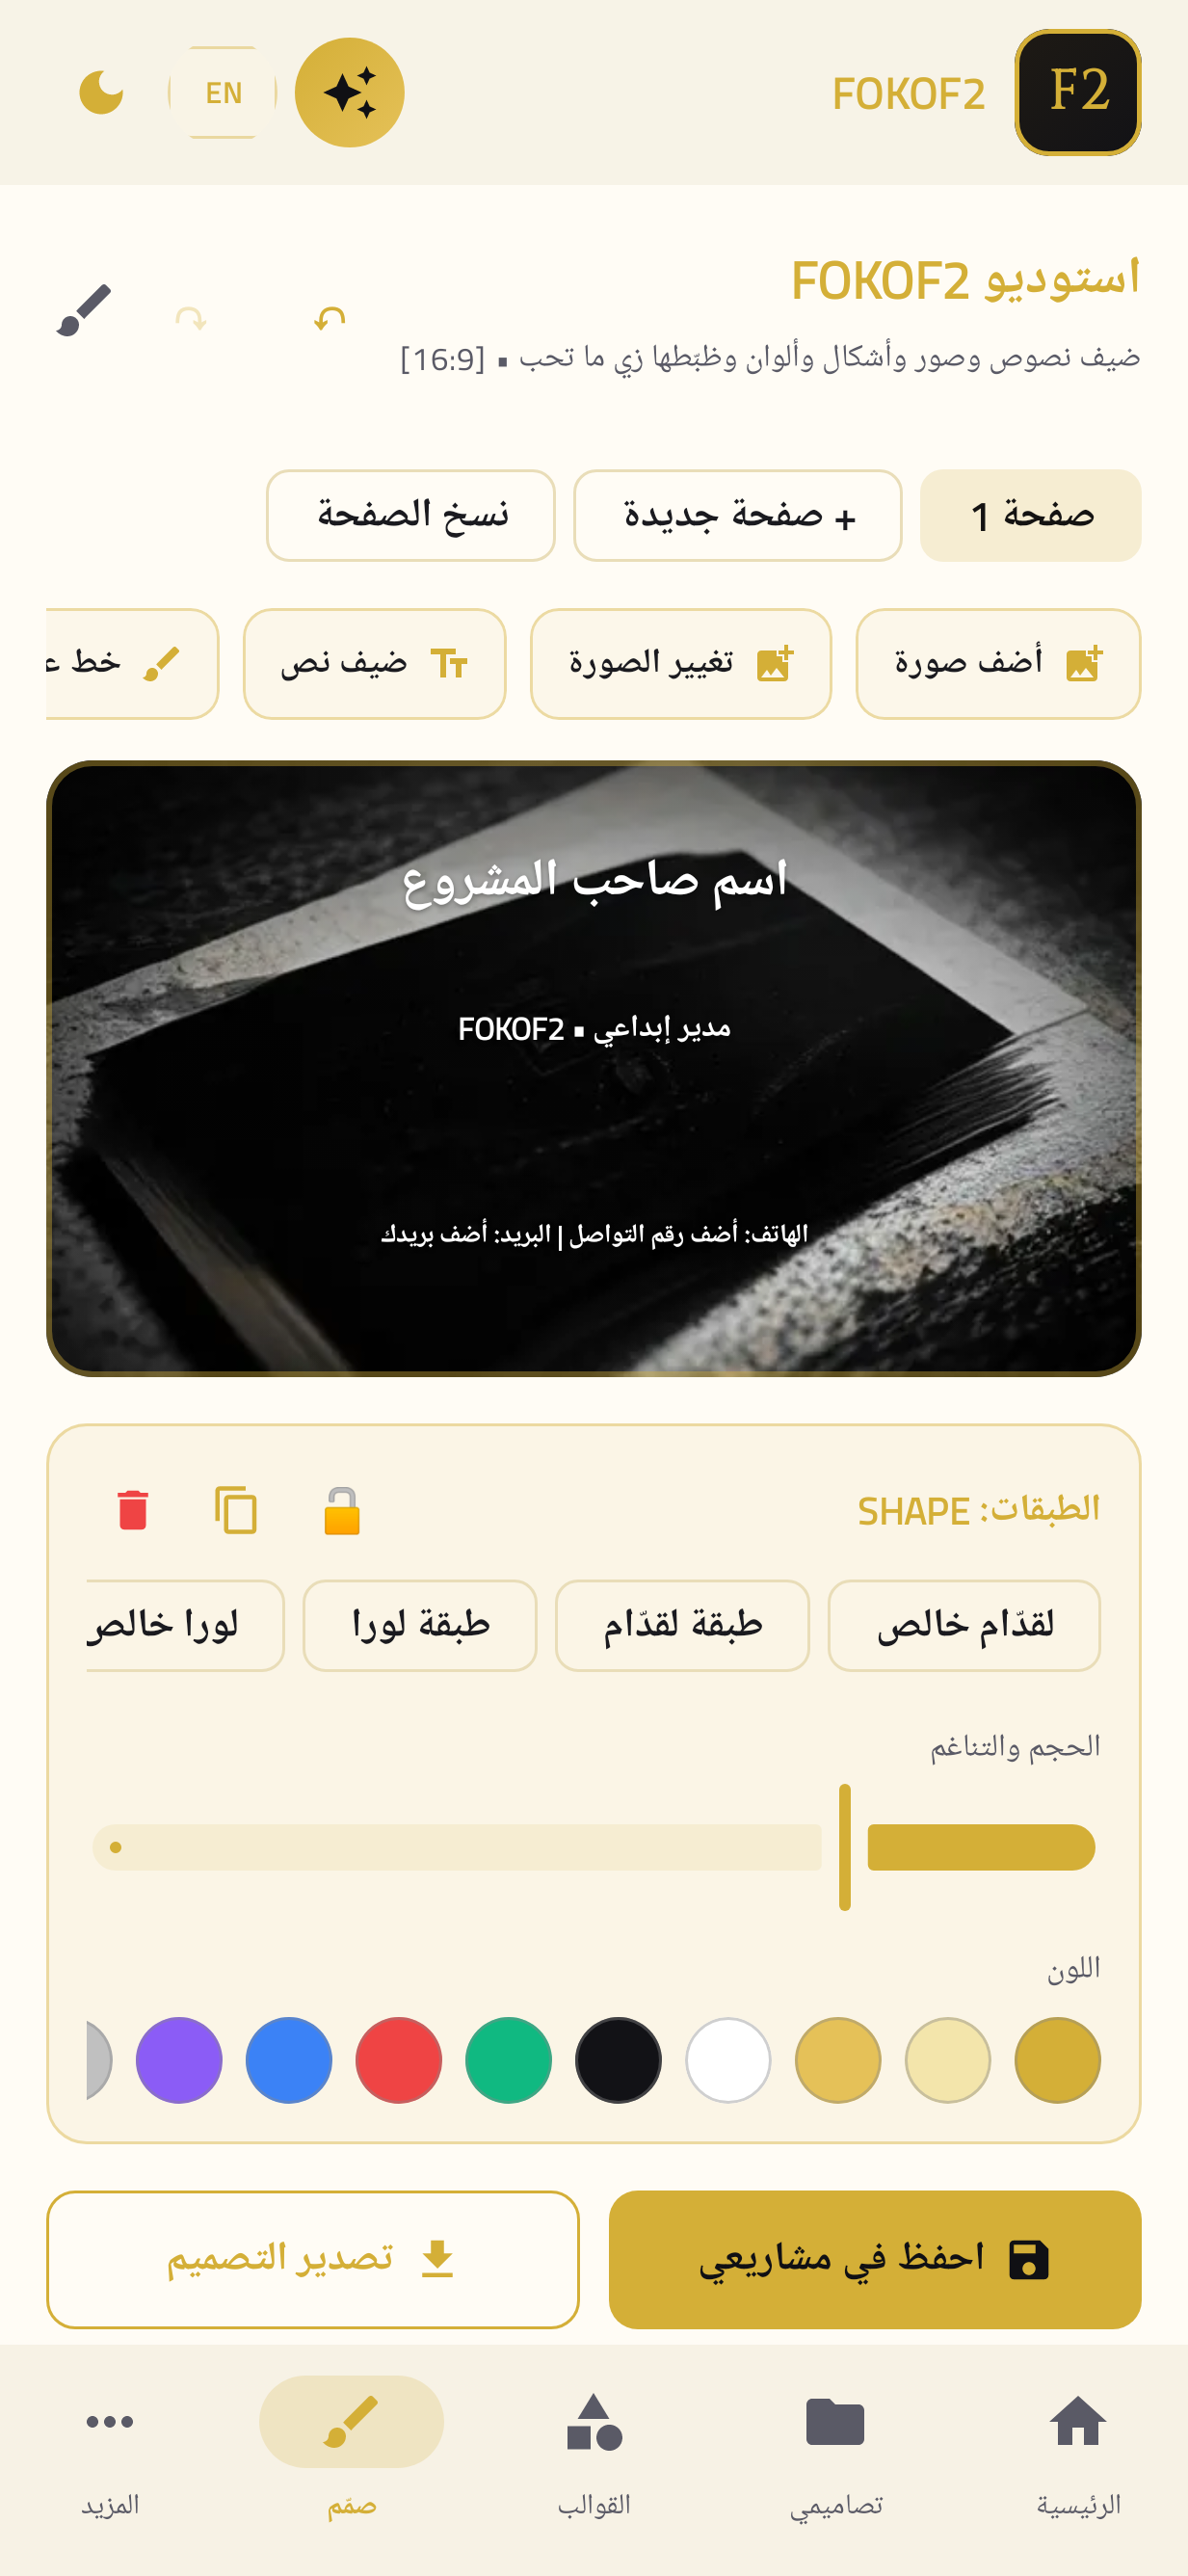 F2
FOKOF2
EN
استوديو FOKOF2
ضيف نصوص وصور وأشكال وألوان وظبّطها زي ما تحب ▪ [16:9]
صفحة 1
+ صفحة جديدة
نسخ الصفحة
أضف صورة
تغيير الصورة
ضيف نص
خط ع
اسم صاحب المشروع
مدير إبداعي ▪ FOKOF2
الهاتف: أضف رقم التواصل | البريد: أضف بريدك
الطبقات: SHAPE
لقدّام خالص
طبقة لقدّام
طبقة لورا
لورا خالص
الحجم والتناغم
اللون
احفظ في مشاريعي
تصدير التصميم
الرئيسية
تصاميمي
القوالب
صمّم
المزيد